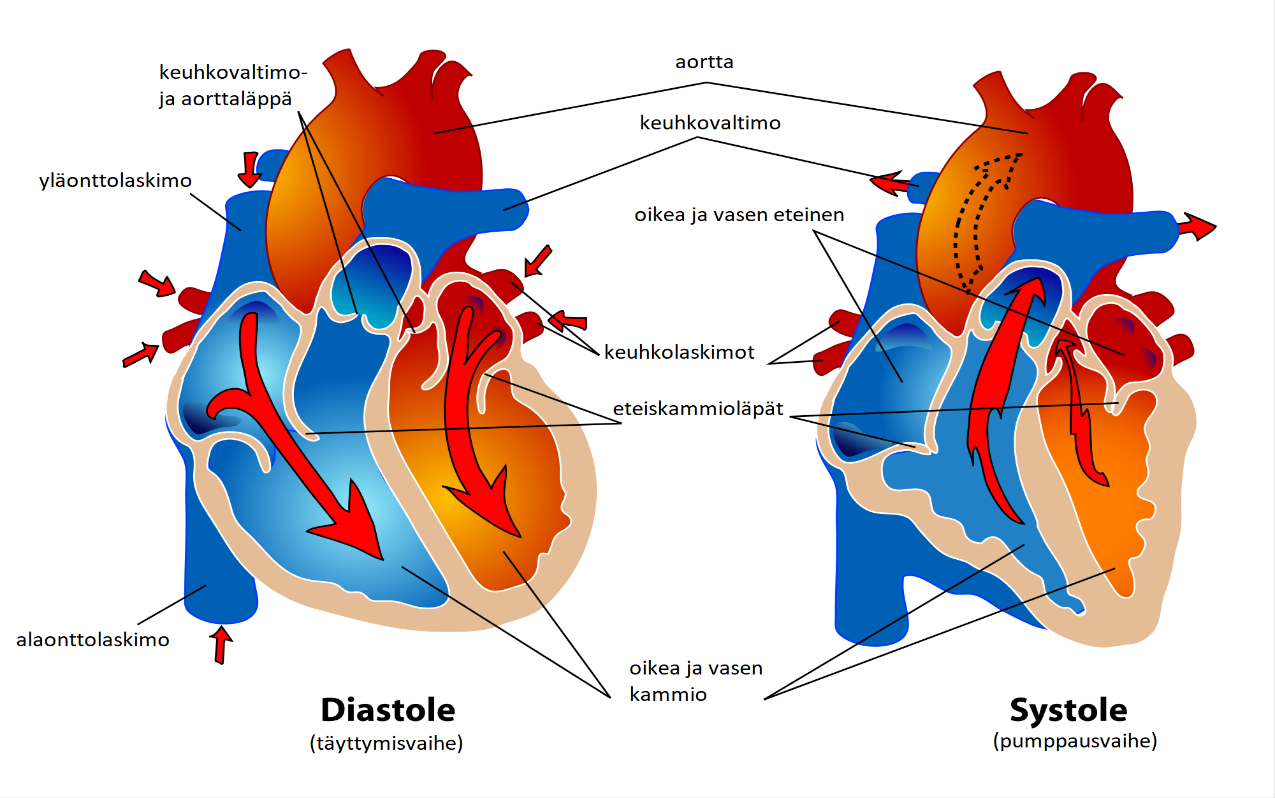 aortta
keuhkovaltimo-
ja aorttaläppä
keuhkovaltimo
yläonttolaskimo
oikea ja vasen eteinen
keuhkolaskimot
eteiskammioläpät
alaonttolaskimo
oikea ja vasen
kammio
Diastole
(täyttymisvaihe)
Systole
(pumppausvaihe)